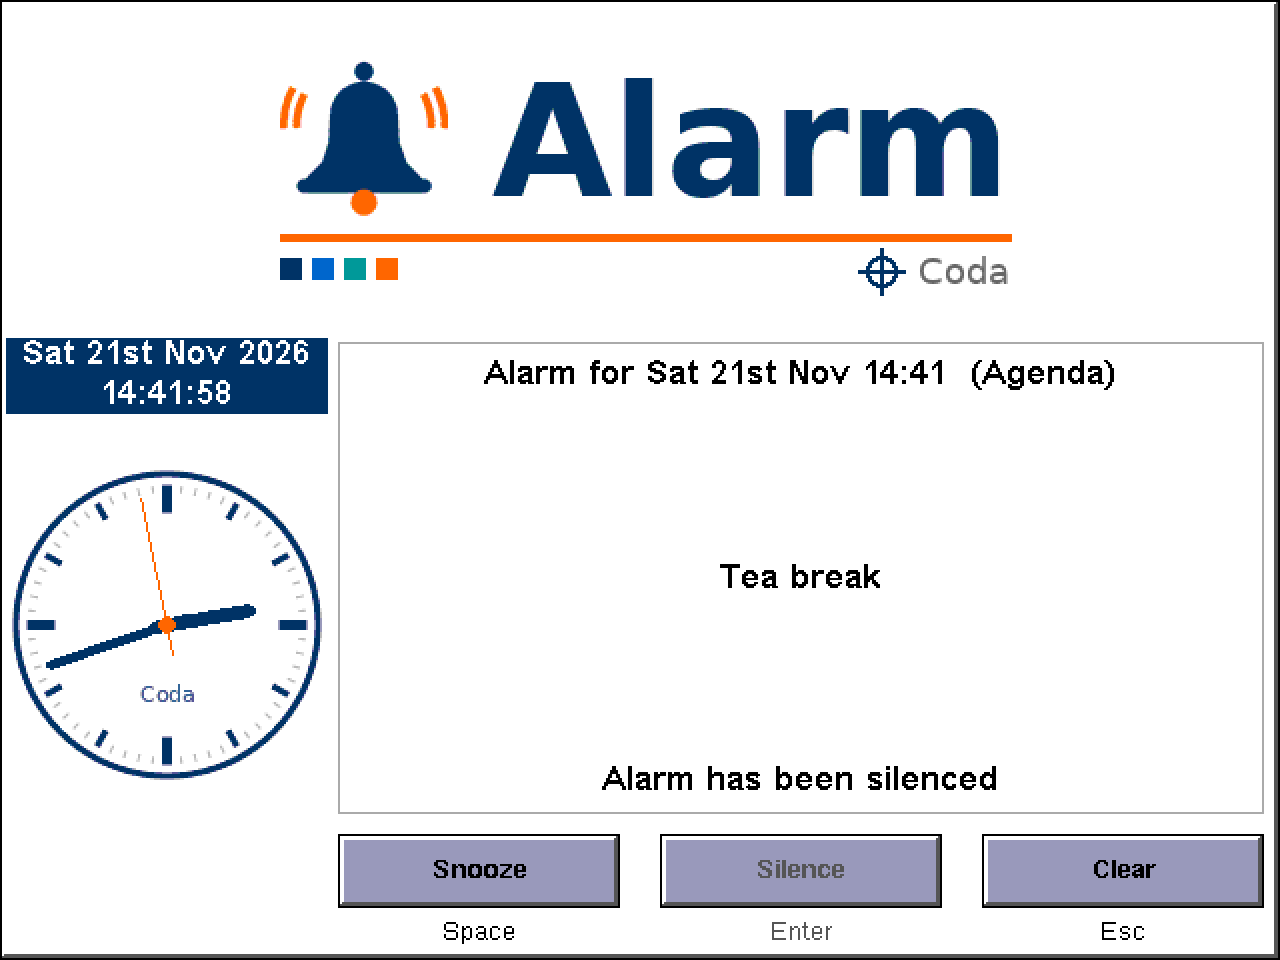 Alarm
Coda
Sat 21st Nov 2026
14:41:58
Alarm for Sat 21st Nov 14:41 (Agenda)
Tea break
Coda
Alarm has been silenced
Snooze
Silence
Clear
Space
Enter
Esc